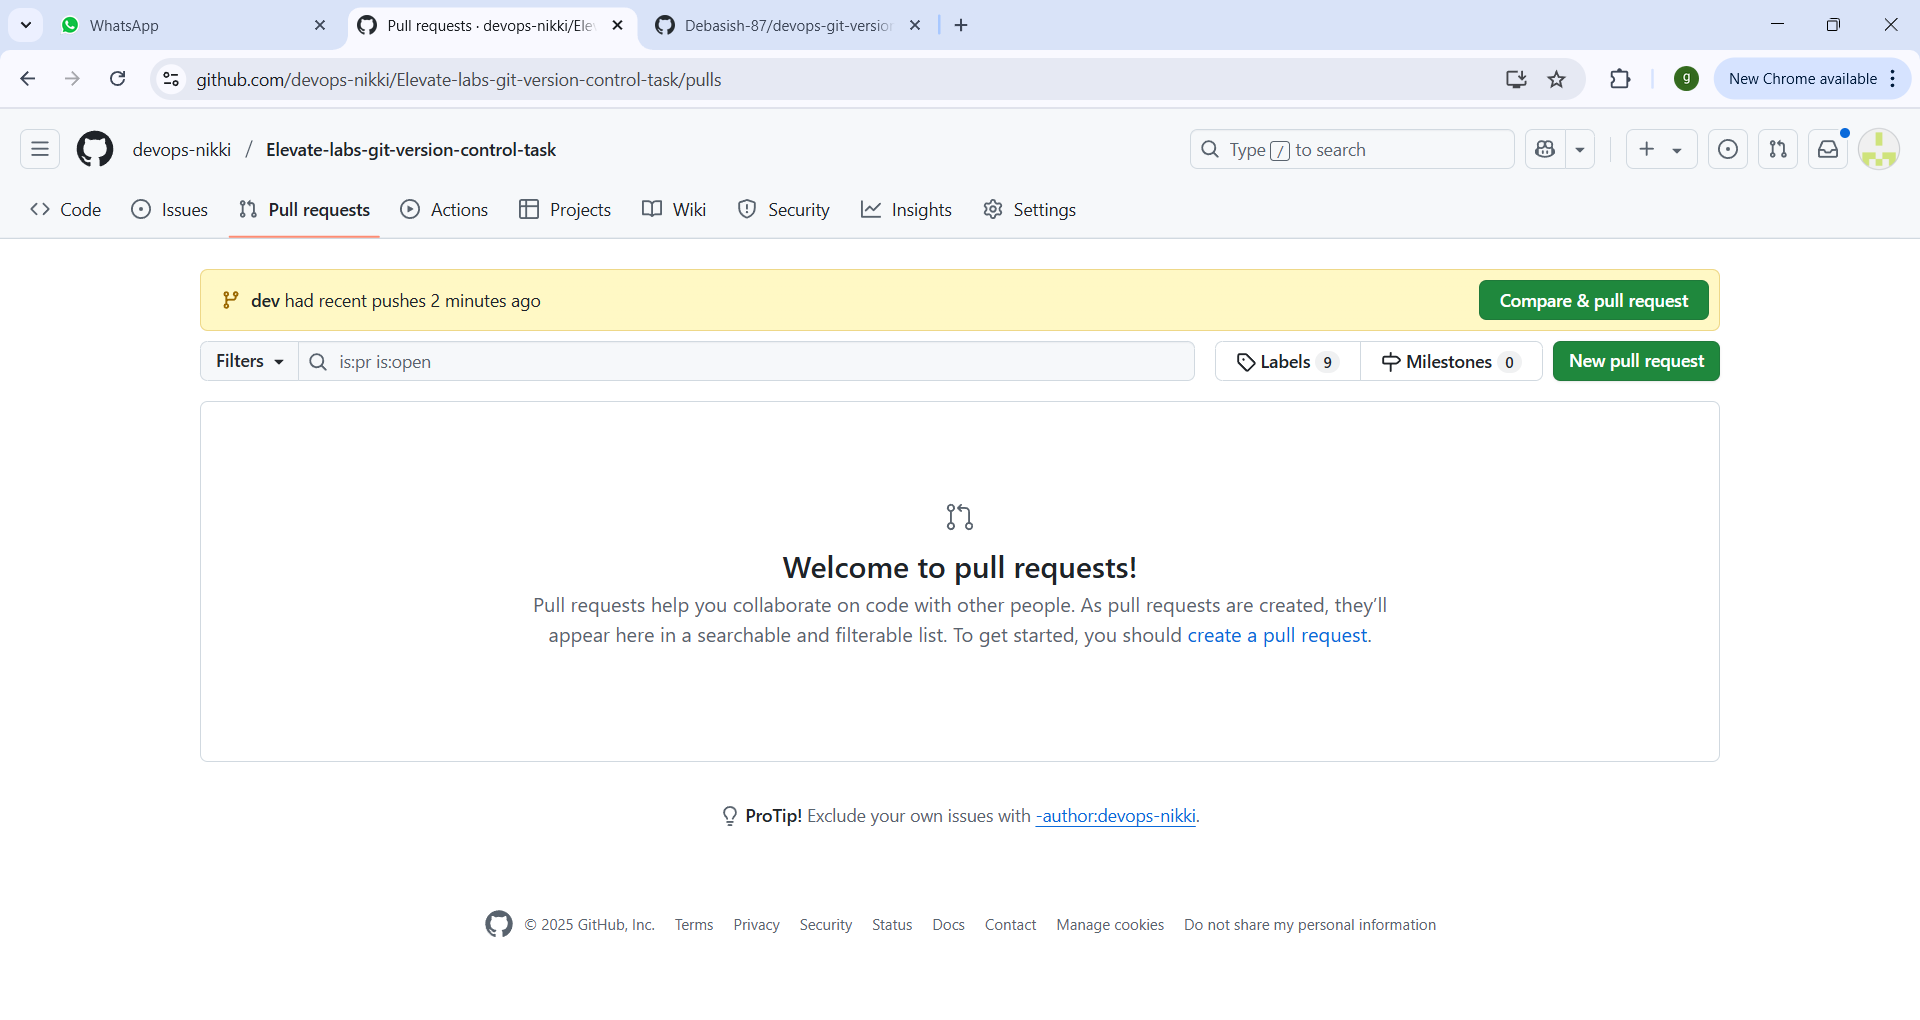 WhatsApp
Pull requests · devops-nikki/Ele
Debasish-87/devops-git-version
github.com/devops-nikki/Elevate-labs-git-version-control-task/pulls
g
New Chrome available
devops-nikki / Elevate-labs-git-version-control-task
Type / to search
Code
Issues
Pull requests
Actions
Projects
Wiki
Security
Insights
Settings
dev had recent pushes 2 minutes ago
Compare & pull request
Filters
is:pr is:open
Labels 9
Milestones 0
New pull request
Welcome to pull requests!
Pull requests help you collaborate on code with other people. As pull requests are created, they’ll
appear here in a searchable and filterable list. To get started, you should create a pull request.
ProTip! Exclude your own issues with -author:devops-nikki.
© 2025 GitHub, Inc. Terms Privacy Security Status Docs Contact Manage cookies Do not share my personal information